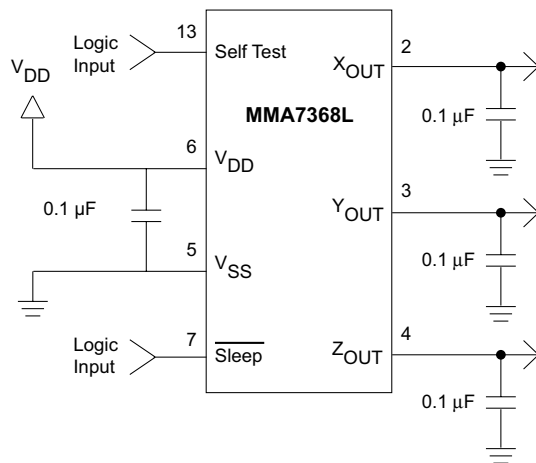 13
Logic
Input
Self Test
2
X_OUT
V_DD
MMA7368L
0.1 μF
6
V_DD
3
Y_OUT
0.1 µF
5
V_SS
0.1 μF
7
Logic
Input
Sleep
4
Z_OUT
0.1 μF